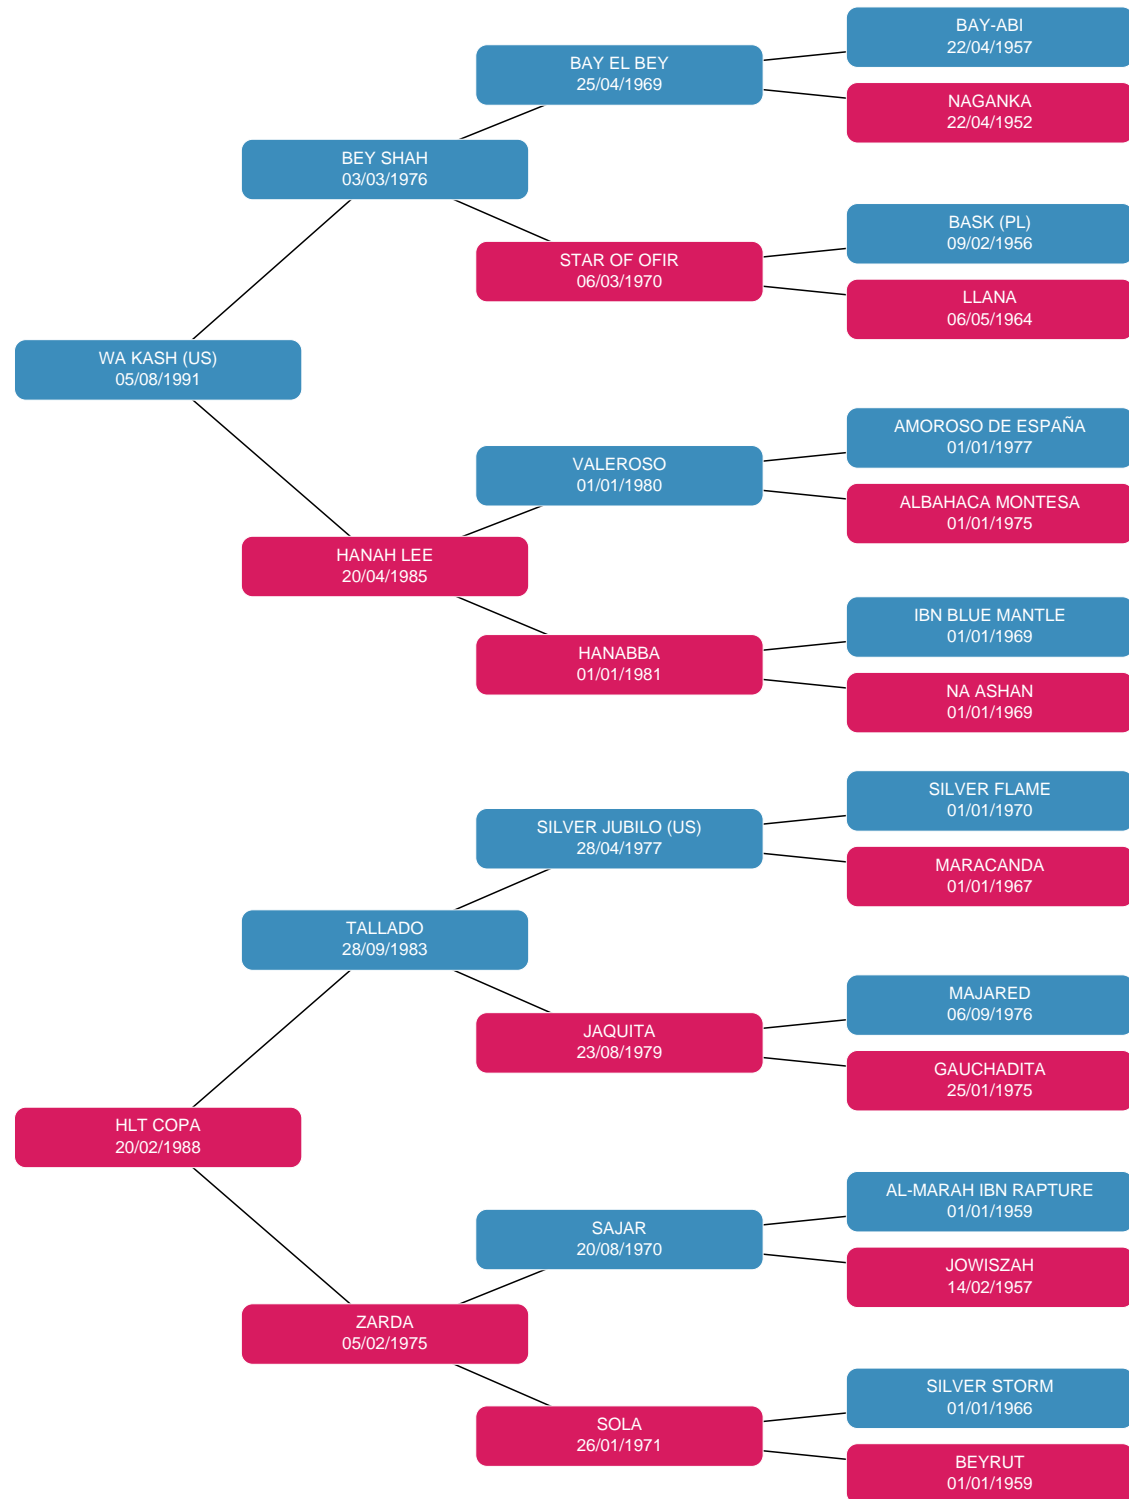 BAY-ABI
22/04/1957
BAY EL BEY
25/04/1969
NAGANKA
22/04/1952
BEY SHAH
03/03/1976
BASK (PL)
09/02/1956
STAR OF OFIR
06/03/1970
LLANA
06/05/1964
WA KASH (US)
05/08/1991
AMOROSO DE ESPAÑA
01/01/1977
VALEROSO
01/01/1980
ALBAHACA MONTESA
01/01/1975
HANAH LEE
20/04/1985
IBN BLUE MANTLE
01/01/1969
HANABBA
01/01/1981
NA ASHAN
01/01/1969
SILVER FLAME
01/01/1970
SILVER JUBILO (US)
28/04/1977
MARACANDA
01/01/1967
TALLADO
28/09/1983
MAJARED
06/09/1976
JAQUITA
23/08/1979
GAUCHADITA
25/01/1975
HLT COPA
20/02/1988
AL-MARAH IBN RAPTURE
01/01/1959
SAJAR
20/08/1970
JOWISZAH
14/02/1957
ZARDA
05/02/1975
SILVER STORM
01/01/1966
SOLA
26/01/1971
BEYRUT
01/01/1959